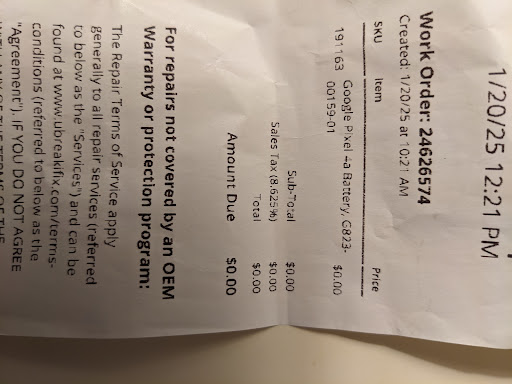 1/20/25 12:21 PM
Work Order: 24626574
Created: 1/20/25 at 10:21 AM
SKU Item Price
191163 Google Pixel 4a Battery, G823- $0.00
00159-01
Sub-Total $0.00
Sales Tax (8.625%) $0.00
Total $0.00
Amount Due $0.00
For repairs not covered by an OEM
Warranty or protection program:
The Repair Terms of Service apply
generally to all repair services (referred
to below as the "Services") and can be
found at www.ubreakifix.com/terms-
conditions (referred to below as the
"Agreement"). IF YOU DO NOT AGREE